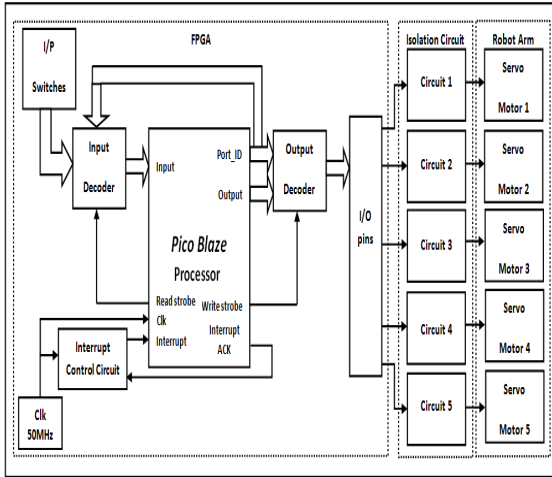 FPGA
Isolation Circuit
Robot Arm
I/P
Switches
Input
Decoder
Input
Port_ID
Output
Pico Blaze
Processor
Read strobe
Write strobe
Clk
Interrupt
Interrupt
ACK
Output
Decoder
Interrupt
Control Circuit
Clk
50MHz
I/O
pins
Circuit 1
Circuit 2
Circuit 3
Circuit 4
Circuit 5
Servo
Motor 1
Servo
Motor 2
Servo
Motor 3
Servo
Motor 4
Servo
Motor 5